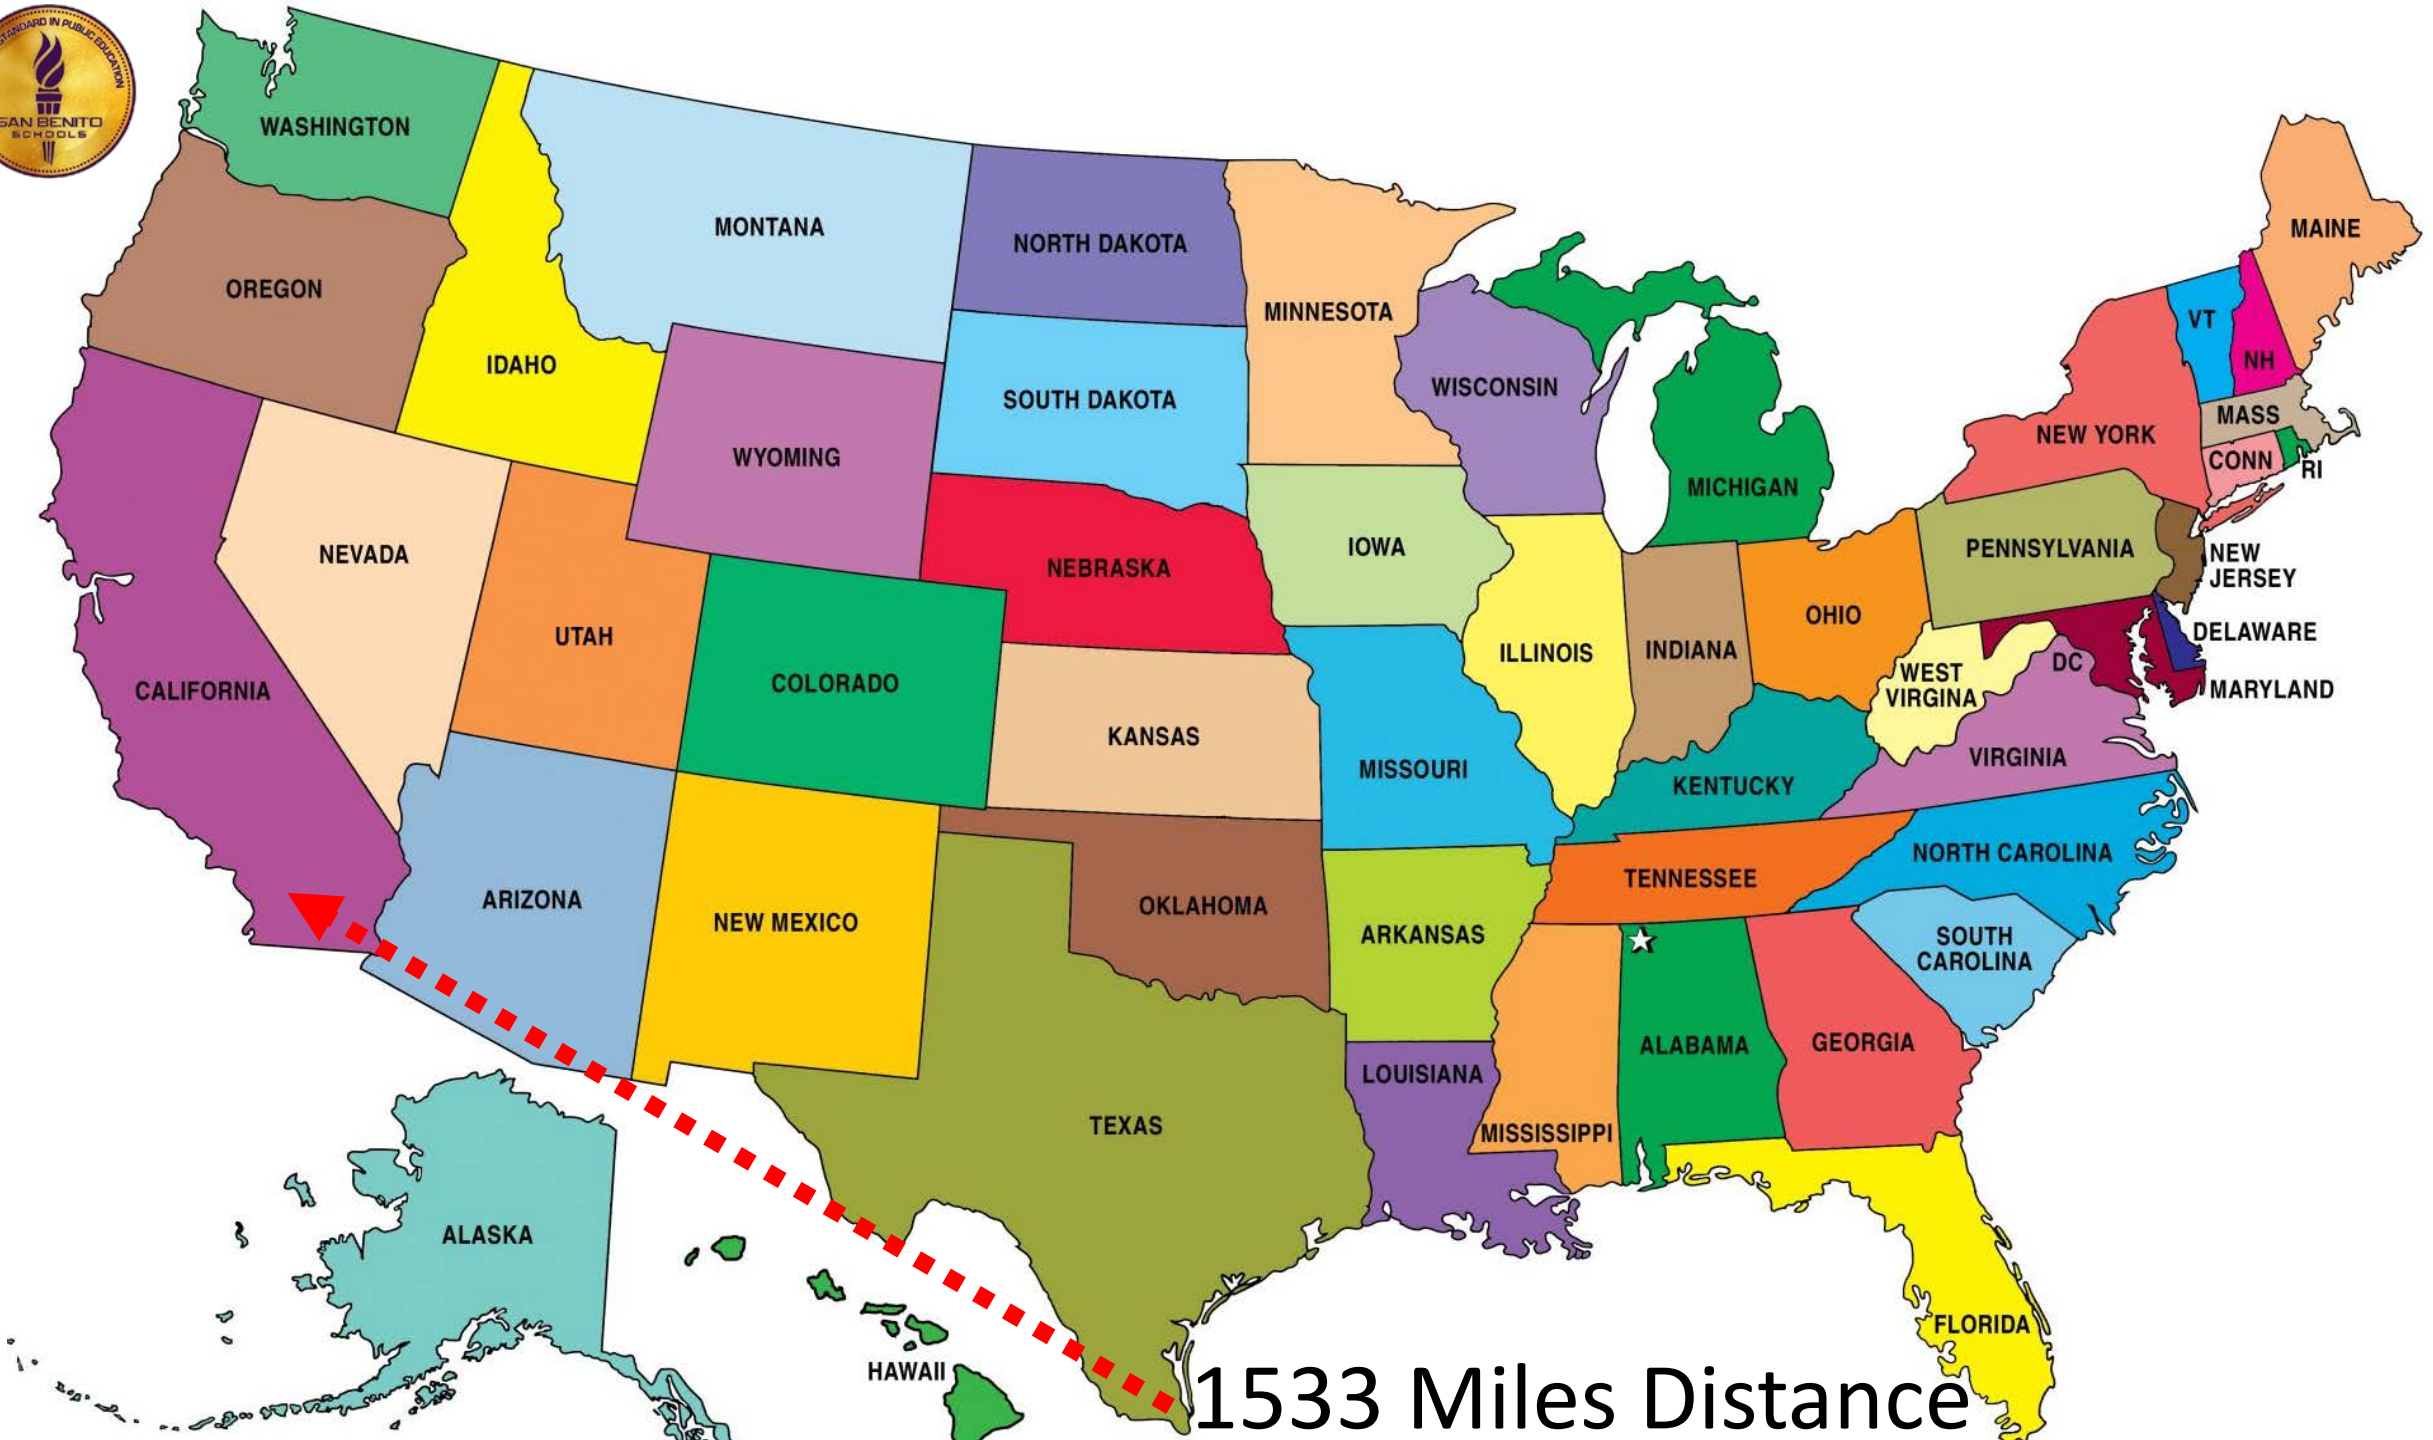 STANDARD IN PUBLIC EDUCATION
SAN BENITO
SCHOOLS
WASHINGTON
MONTANA
NORTH DAKOTA
MINNESOTA
MAINE
OREGON
IDAHO
VT
NH
WYOMING
SOUTH DAKOTA
WISCONSIN
MASS
NEW YORK
CONN
RI
MICHIGAN
NEVADA
NEBRASKA
IOWA
PENNSYLVANIA
NEW
JERSEY
UTAH
COLORADO
ILLINOIS
INDIANA
OHIO
DELAWARE
WEST
VIRGINA
DC
MARYLAND
CALIFORNIA
KANSAS
MISSOURI
KENTUCKY
VIRGINIA
ARIZONA
NEW MEXICO
OKLAHOMA
ARKANSAS
TENNESSEE
NORTH CAROLINA
SOUTH
CAROLINA
TEXAS
LOUISIANA
MISSISSIPPI
ALABAMA
GEORGIA
ALASKA
HAWAII
FLORIDA
1533 Miles Distance